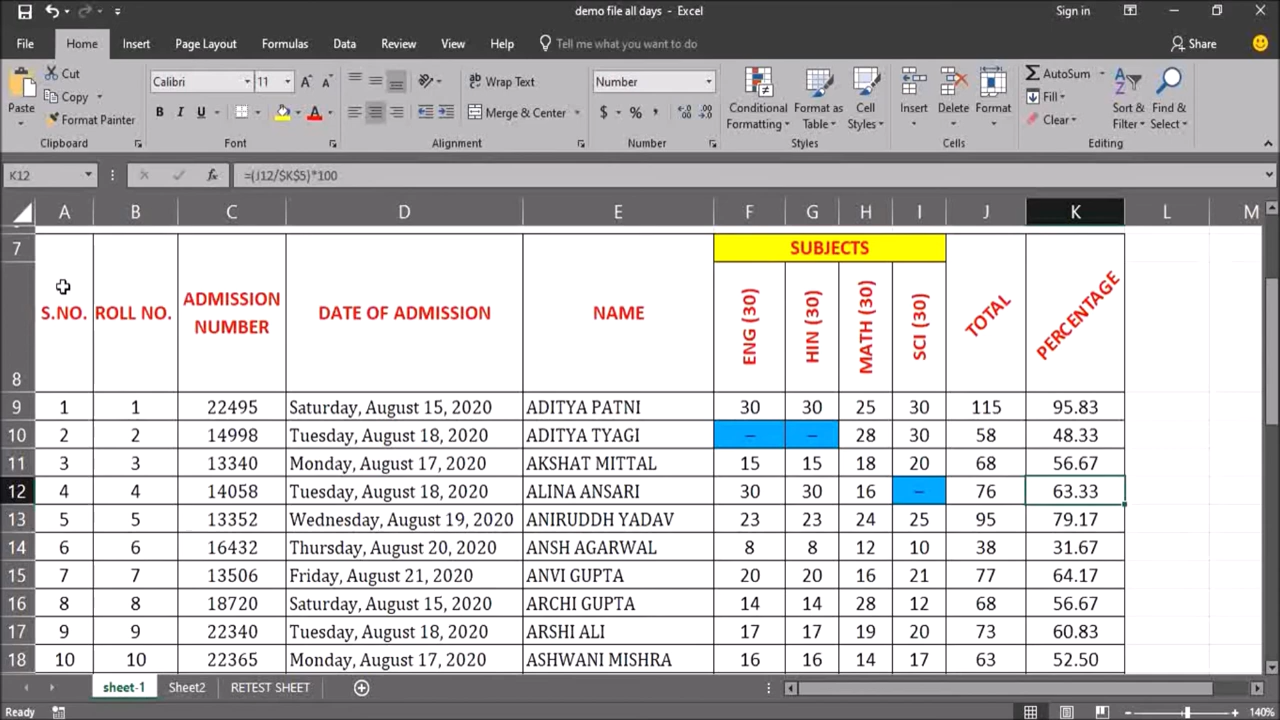 demo file all days - Excel
Sign in
File Home Insert Page Layout Formulas Data Review View Help Tell me what you want to do Share
Paste
Cut
Copy
Format Painter
Clipboard
Calibri 11
B I U
Font
Wrap Text
Merge & Center
Alignment
Number
$ % ,
Number
Conditional Formatting
Format as Table
Cell Styles
Styles
Insert
Delete
Format
Cells
AutoSum
Fill
Clear
Sort & Filter
Find & Select
Editing
K12 fx =(J12/$K$5)*100
A B C D E F G H I J K L M
7 SUBJECTS
8 S.NO. ROLL NO. ADMISSION NUMBER DATE OF ADMISSION NAME ENG (30) HIN (30) MATH (30) SCI (30) TOTAL PERCENTAGE
9 1 1 22495 Saturday, August 15, 2020 ADITYA PATNI 30 30 25 30 115 95.83
10 2 2 14998 Tuesday, August 18, 2020 ADITYA TYAGI – – 28 30 58 48.33
11 3 3 13340 Monday, August 17, 2020 AKSHAT MITTAL 15 15 18 20 68 56.67
12 4 4 14058 Tuesday, August 18, 2020 ALINA ANSARI 30 30 16 – 76 63.33
13 5 5 13352 Wednesday, August 19, 2020 ANIRUDDH YADAV 23 23 24 25 95 79.17
14 6 6 16432 Thursday, August 20, 2020 ANSH AGARWAL 8 8 12 10 38 31.67
15 7 7 13506 Friday, August 21, 2020 ANVI GUPTA 20 20 16 21 77 64.17
16 8 8 18720 Saturday, August 15, 2020 ARCHI GUPTA 14 14 28 12 68 56.67
17 9 9 22340 Tuesday, August 18, 2020 ARSHI ALI 17 17 19 20 73 60.83
18 10 10 22365 Monday, August 17, 2020 ASHWANI MISHRA 16 16 14 17 63 52.50
sheet-1 Sheet2 RETEST SHEET
Ready 140%